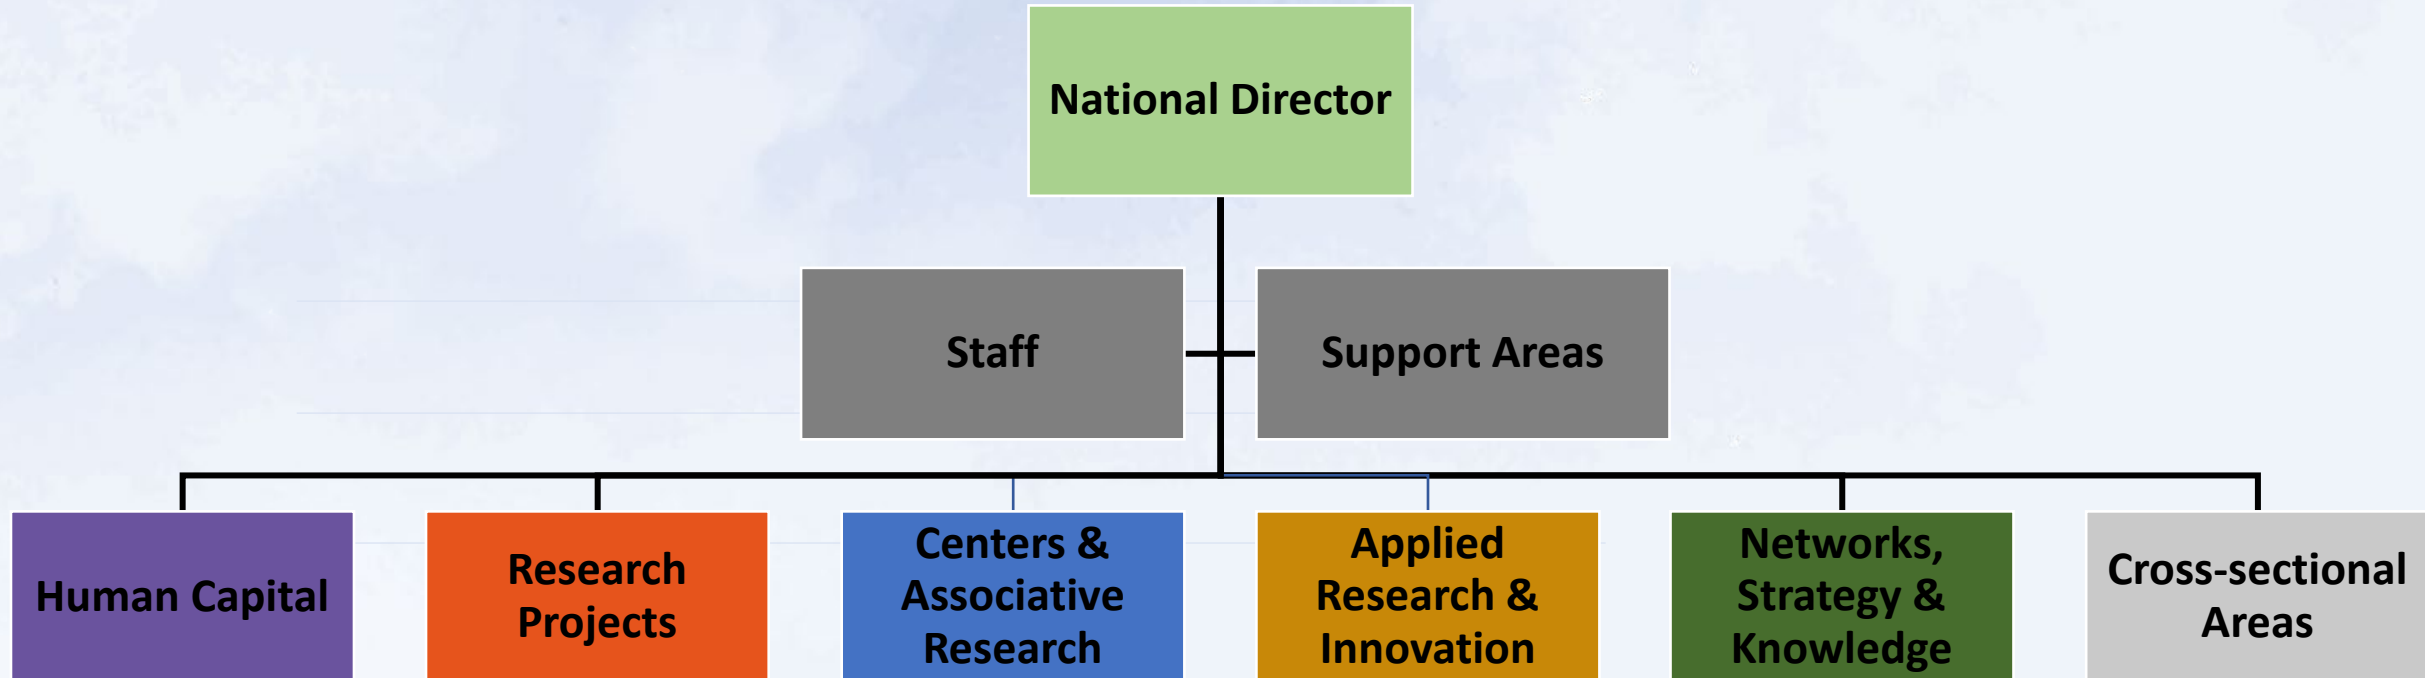 National Director
Staff
Support Areas
Human Capital
Research
Projects
Centers &
Associative
Research
Applied
Research &
Innovation
Networks,
Strategy &
Knowledge
Cross-sectional
Areas